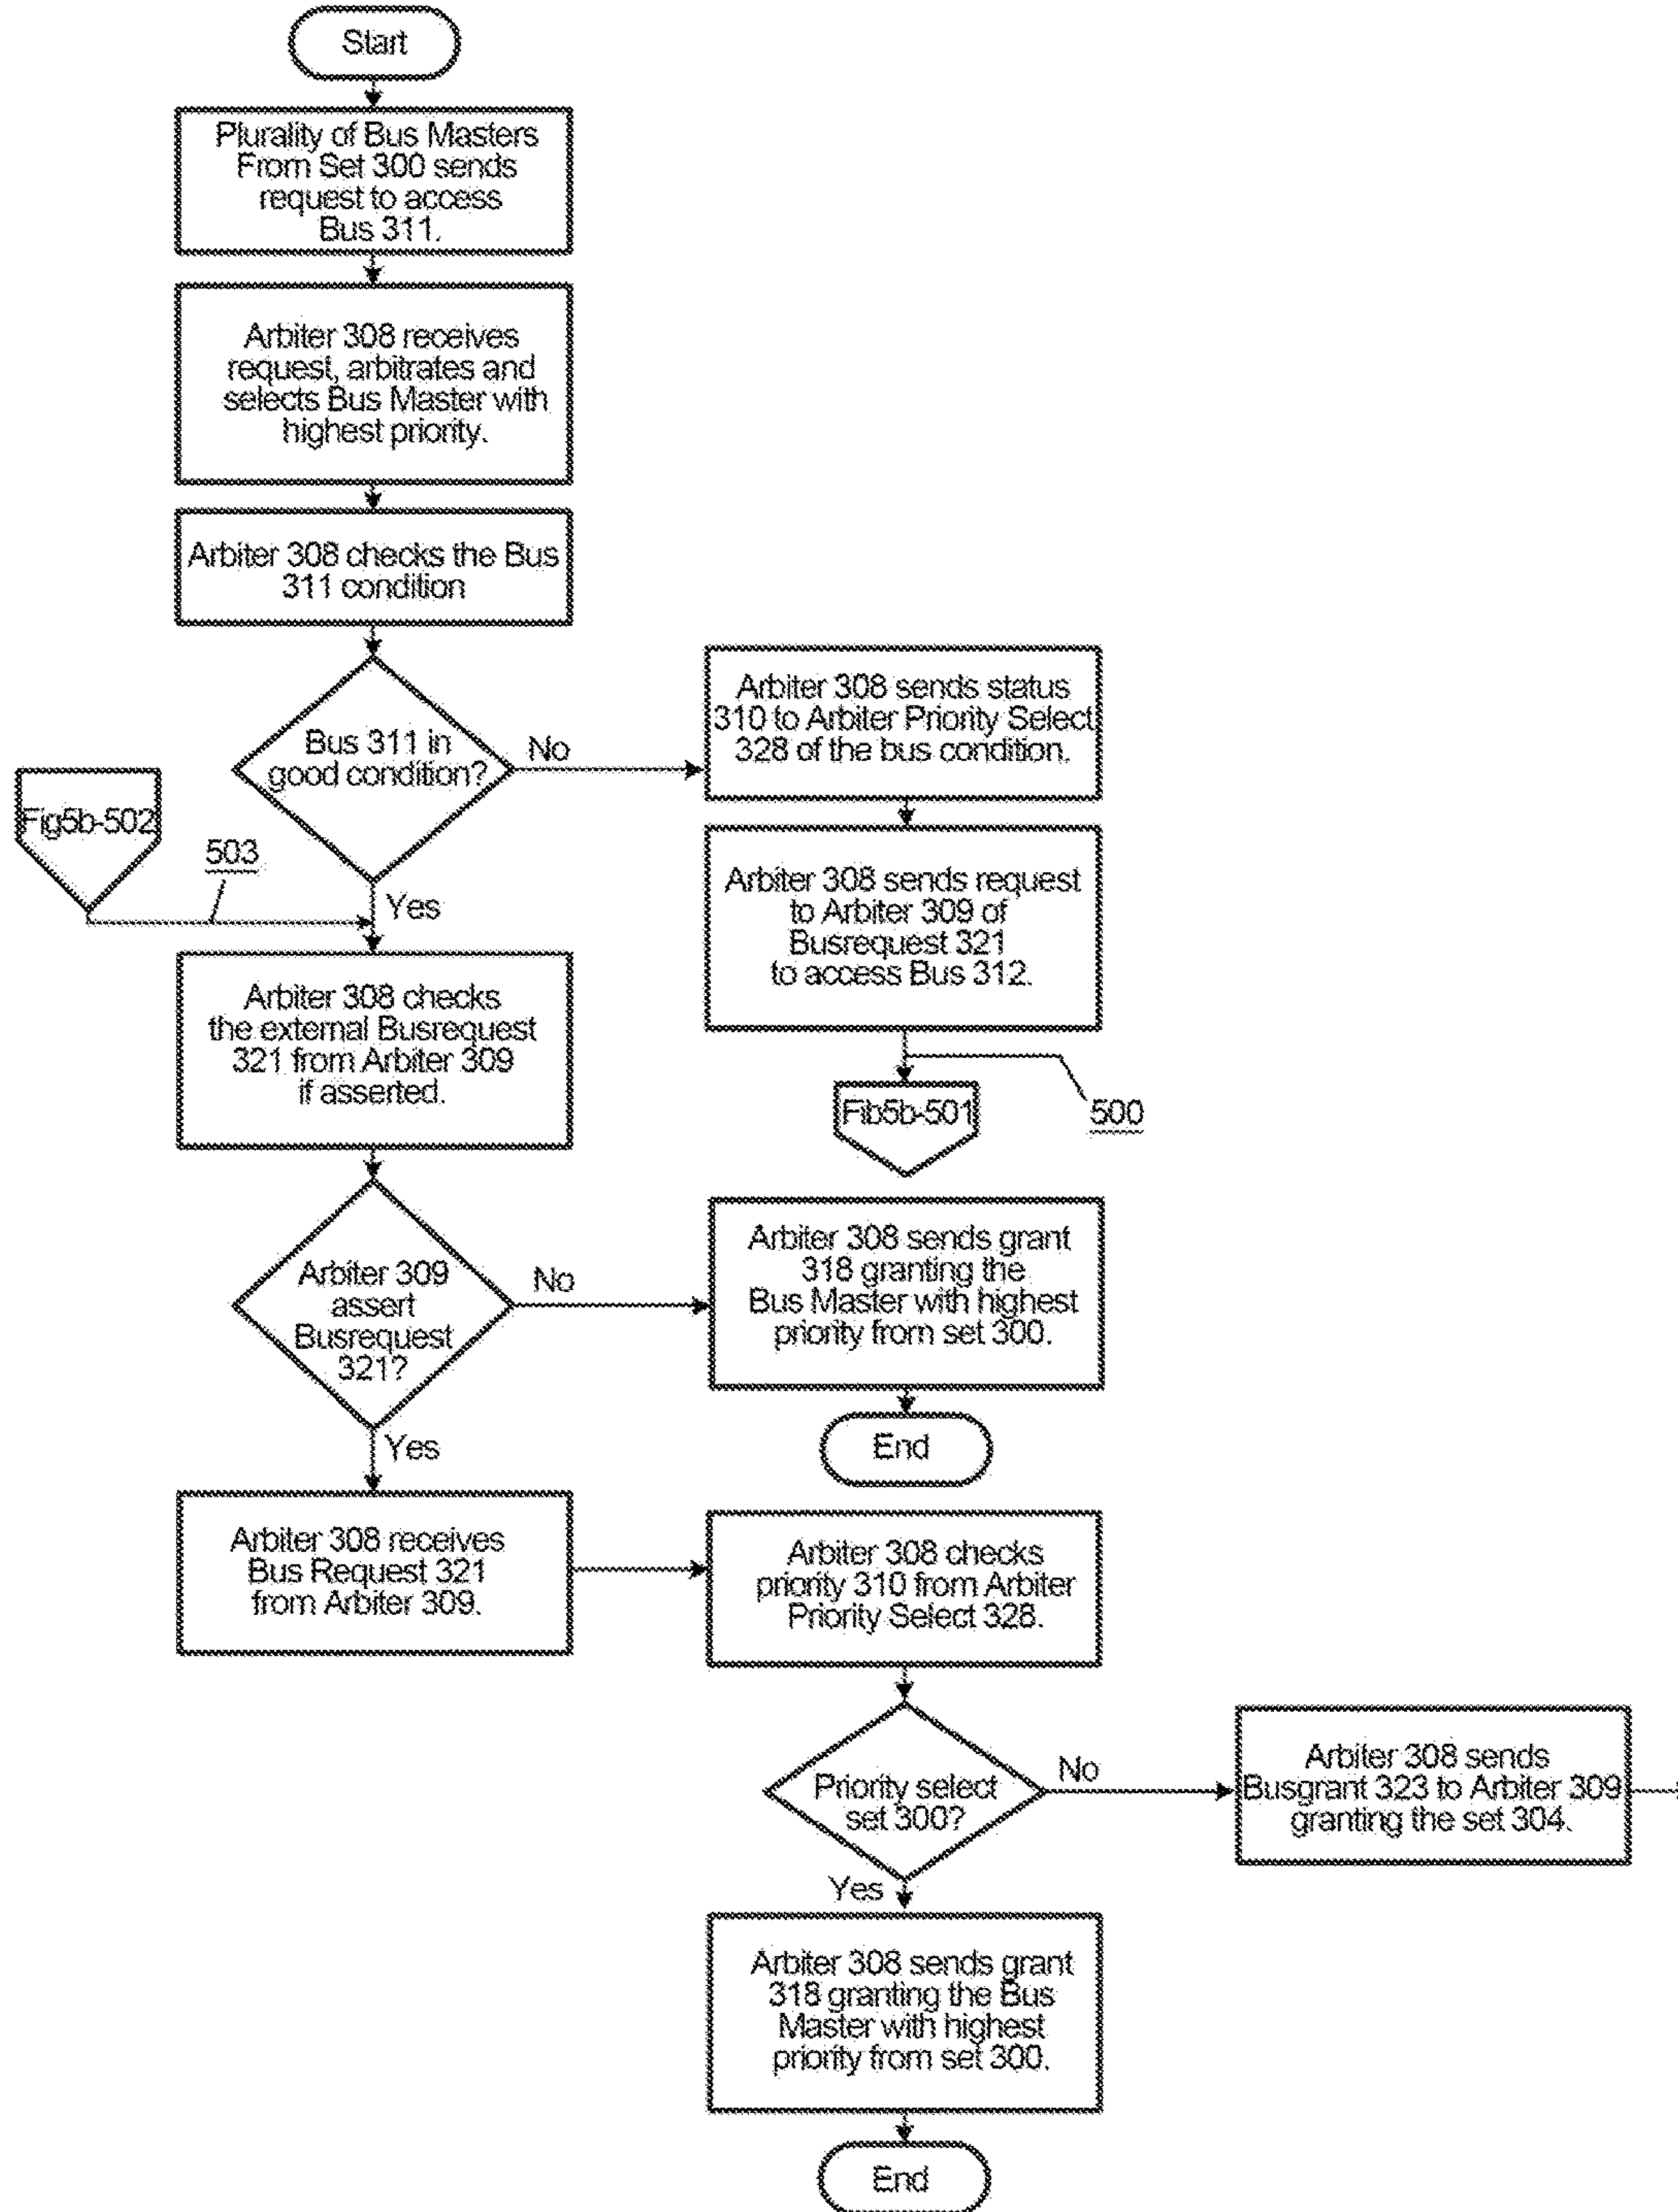 Start
Plurality of Bus Masters
From Set 300 sends
request to access
Bus 311.
Arbiter 308 receives
request, arbitrates and
selects Bus Master with
highest priority.
Arbiter 308 checks the Bus
311 condition
Bus 311 in
good condition?
No
Arbiter 308 sends status
310 to Arbiter Priority Select
328 of the bus condition.
Fig5b-502
503
Yes
Arbiter 308 sends request
to Arbiter 309 of
Busrequest 321
to access Bus 312.
Arbiter 308 checks
the external Busrequest
321 from Arbiter 309
if asserted.
Fib5b-501
500
Arbiter 309
assert
Busrequest
321?
No
Arbiter 308 sends grant
318 granting the
Bus Master with highest
priority from set 300.
End
Yes
Arbiter 308 receives
Bus Request 321
from Arbiter 309.
Arbiter 308 checks
priority 310 from Arbiter
Priority Select 328.
Priority select
set 300?
No
Arbiter 308 sends
Busgrant 323 to Arbiter 309
granting the set 304.
Yes
Arbiter 308 sends grant
318 granting the Bus
Master with highest
priority from set 300.
End